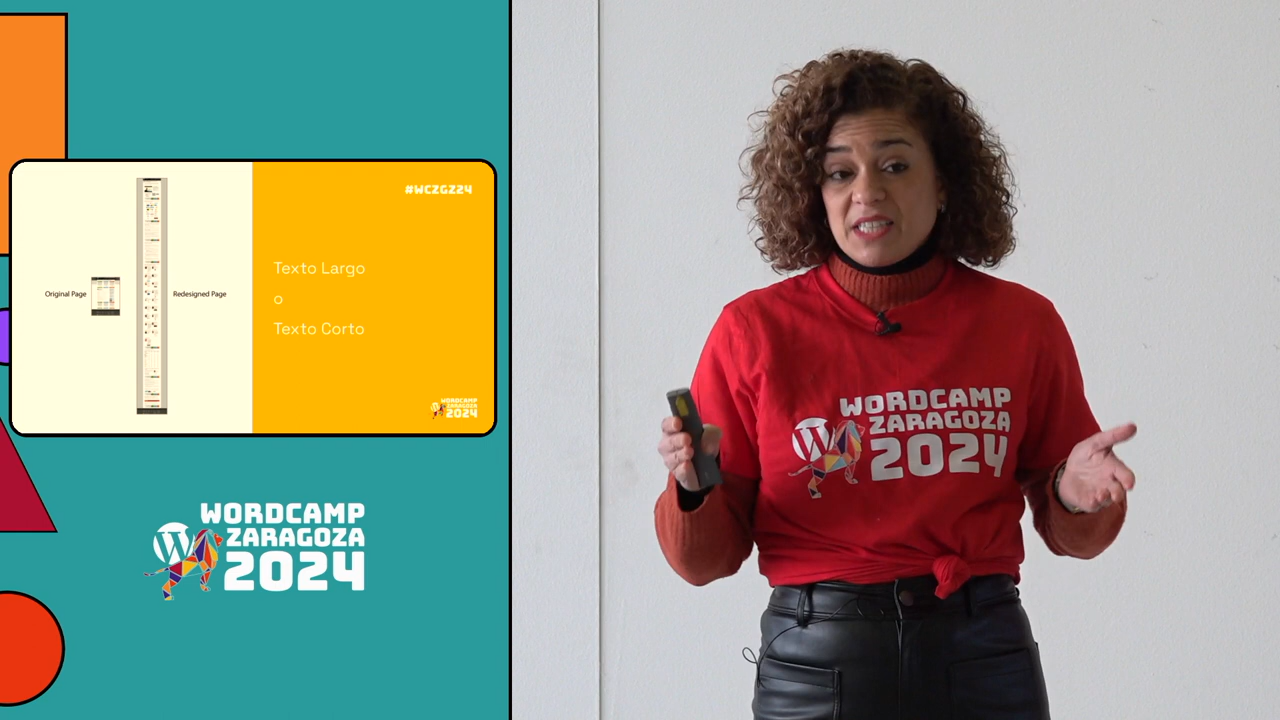 #WCZGZ24
Texto Largo
o
Texto Corto
Original Page
Redesigned Page
WORDCAMP
ZARAGOZA
2024
WORDCAMP
ZARAGOZA
2024
WORDCAMP
ZARAGOZA
2024